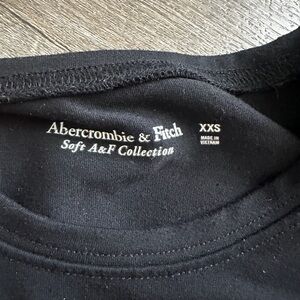 Abercrombie & Fitch
Soft A&F Collection
XXS
MADE IN
VIETNAM